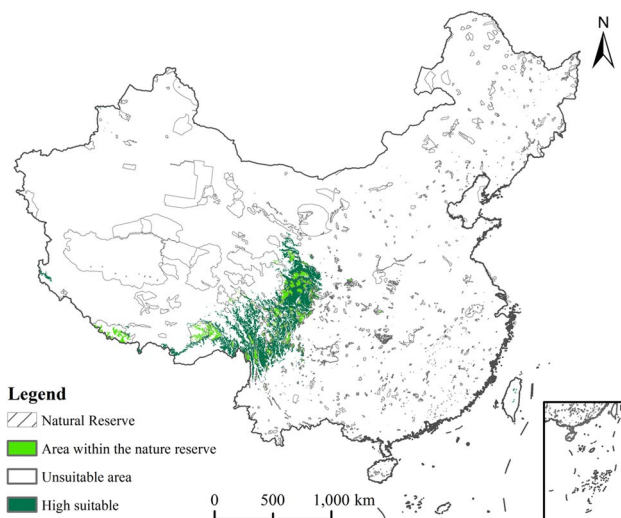 N
Legend
Natural Reserve
Area within the nature reserve
Unsuitable area
High suitable
0 500 1,000 km